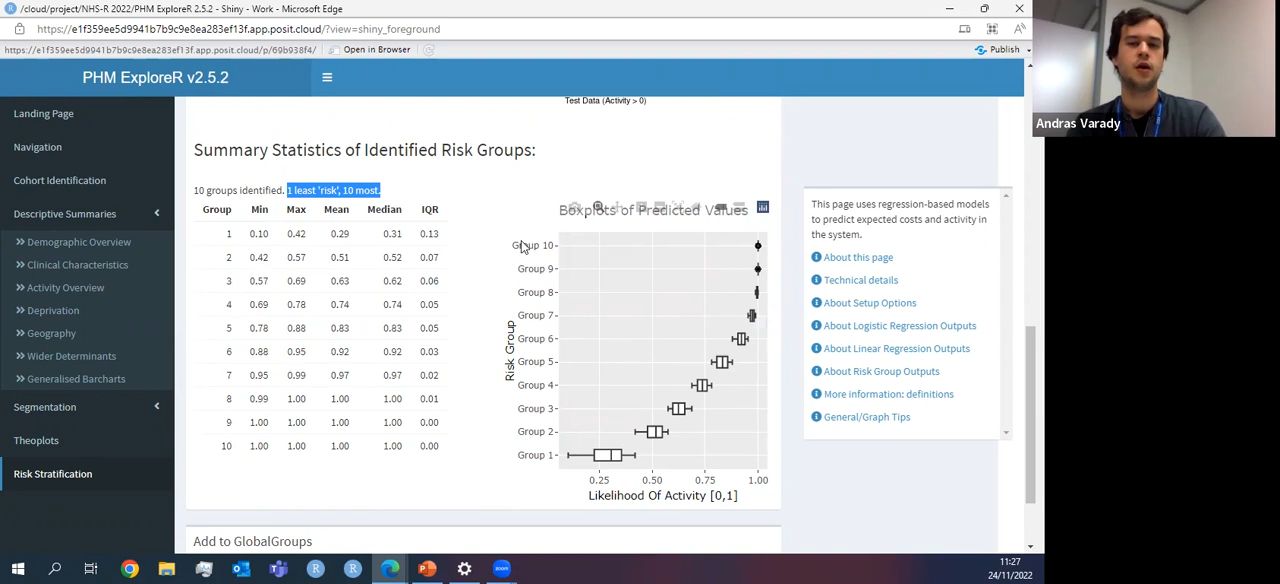 /cloud/project/NHS-R 2022/PHM ExploreR 2.5.2 - Shiny - Work - Microsoft Edge
https://e1f359ee5d9941b7b9c9e8ea283ef13f.app.posit.cloud/?view=shiny_foreground
https://e1f359ee5d9941b7b9c9e8ea283ef13f.app.posit.cloud/p/69b938f4/ Open in Browser Publish
PHM ExploreR v2.5.2
Landing Page
Navigation
Cohort Identification
Descriptive Summaries
Demographic Overview
Clinical Characteristics
Activity Overview
Deprivation
Geography
Wider Determinants
Generalised Barcharts
Segmentation
Theoplots
Risk Stratification
Test Data (Activity > 0)
Summary Statistics of Identified Risk Groups:
10 groups identified. 1 least 'risk', 10 most.
Group Min Max Mean Median IQR
1 0.10 0.42 0.29 0.31 0.13
2 0.42 0.57 0.51 0.52 0.07
3 0.57 0.69 0.63 0.62 0.06
4 0.69 0.78 0.74 0.74 0.05
5 0.78 0.88 0.83 0.83 0.05
6 0.88 0.95 0.92 0.92 0.03
7 0.95 0.99 0.97 0.97 0.02
8 0.99 1.00 1.00 1.00 0.01
9 1.00 1.00 1.00 1.00 0.00
10 1.00 1.00 1.00 1.00 0.00
Boxplots of Predicted Values
Risk Group
Group 10
Group 9
Group 8
Group 7
Group 6
Group 5
Group 4
Group 3
Group 2
Group 1
0.25 0.50 0.75 1.00
Likelihood Of Activity [0,1]
Add to GlobalGroups
This page uses regression-based models
to predict expected costs and activity in
the system.
About this page
Technical details
About Setup Options
About Logistic Regression Outputs
About Linear Regression Outputs
About Risk Group Outputs
More information: definitions
General/Graph Tips
Andras Varady
11:27
24/11/2022